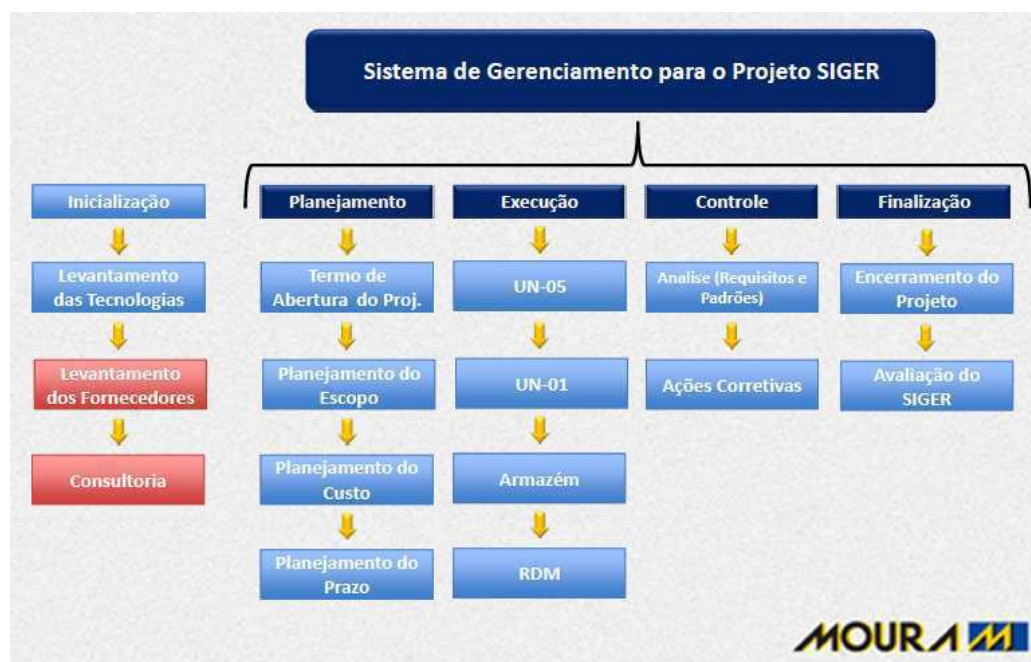 Sistema de Gerenciamento para o Projeto SIGER
Inicialização
Levantamento
das Tecnologias
Levantamento
dos Fornecedores
Consultoria
Planejamento
Termo de
Abertura do Proj.
Planejamento do
Escopo
Planejamento do
Custo
Planejamento do
Prazo
Execução
UN-05
UN-01
Armazém
RDM
Controle
Analise (Requisitos e
Padrões)
Ações Corretivas
Finalização
Encerramento do
Projeto
Avaliação do
SIGER
MOURA